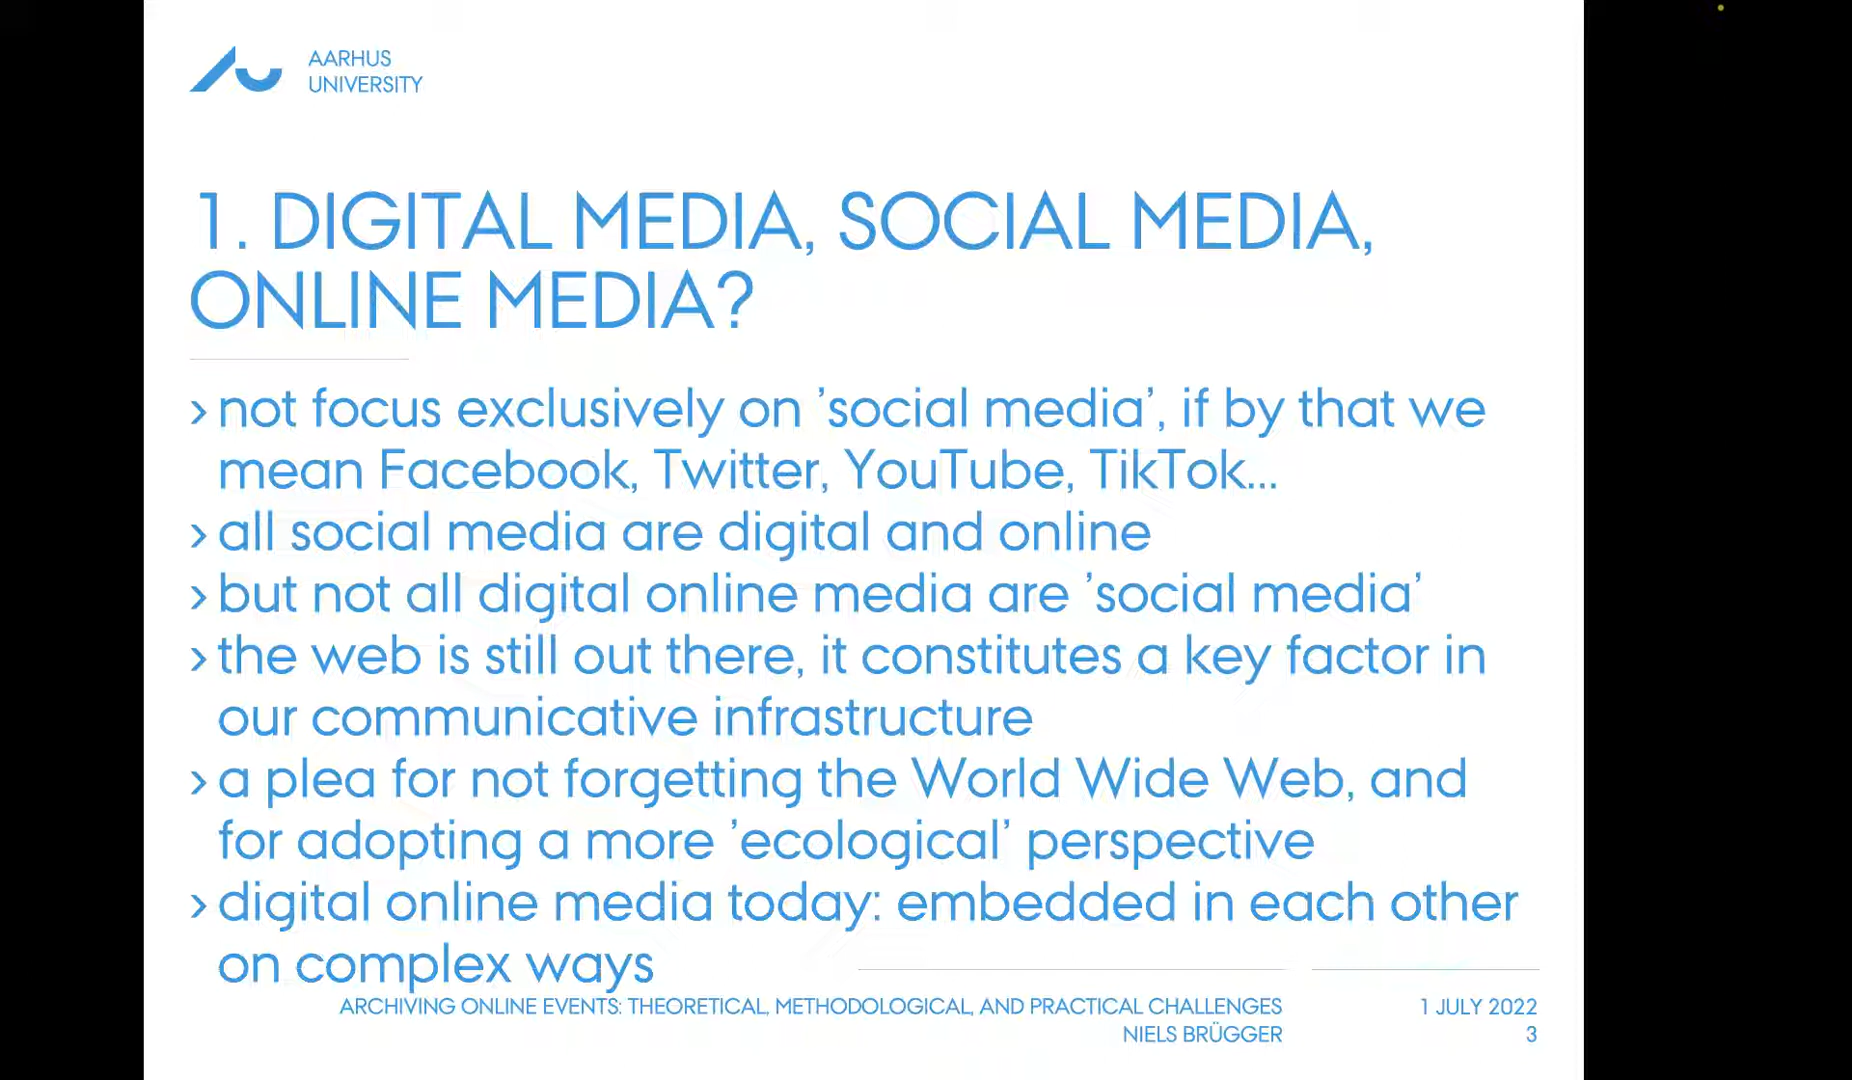 AARHUS
UNIVERSITY
1. DIGITAL MEDIA, SOCIAL MEDIA,
ONLINE MEDIA?
› not focus exclusively on ’social media’, if by that we
mean Facebook, Twitter, YouTube, TikTok...
› all social media are digital and online
› but not all digital online media are ’social media’
› the web is still out there, it constitutes a key factor in
our communicative infrastructure
› a plea for not forgetting the World Wide Web, and
for adopting a more ’ecological’ perspective
› digital online media today: embedded in each other
on complex ways
ARCHIVING ONLINE EVENTS: THEORETICAL, METHODOLOGICAL, AND PRACTICAL CHALLENGES
NIELS BRÜGGER
1 JULY 2022
3